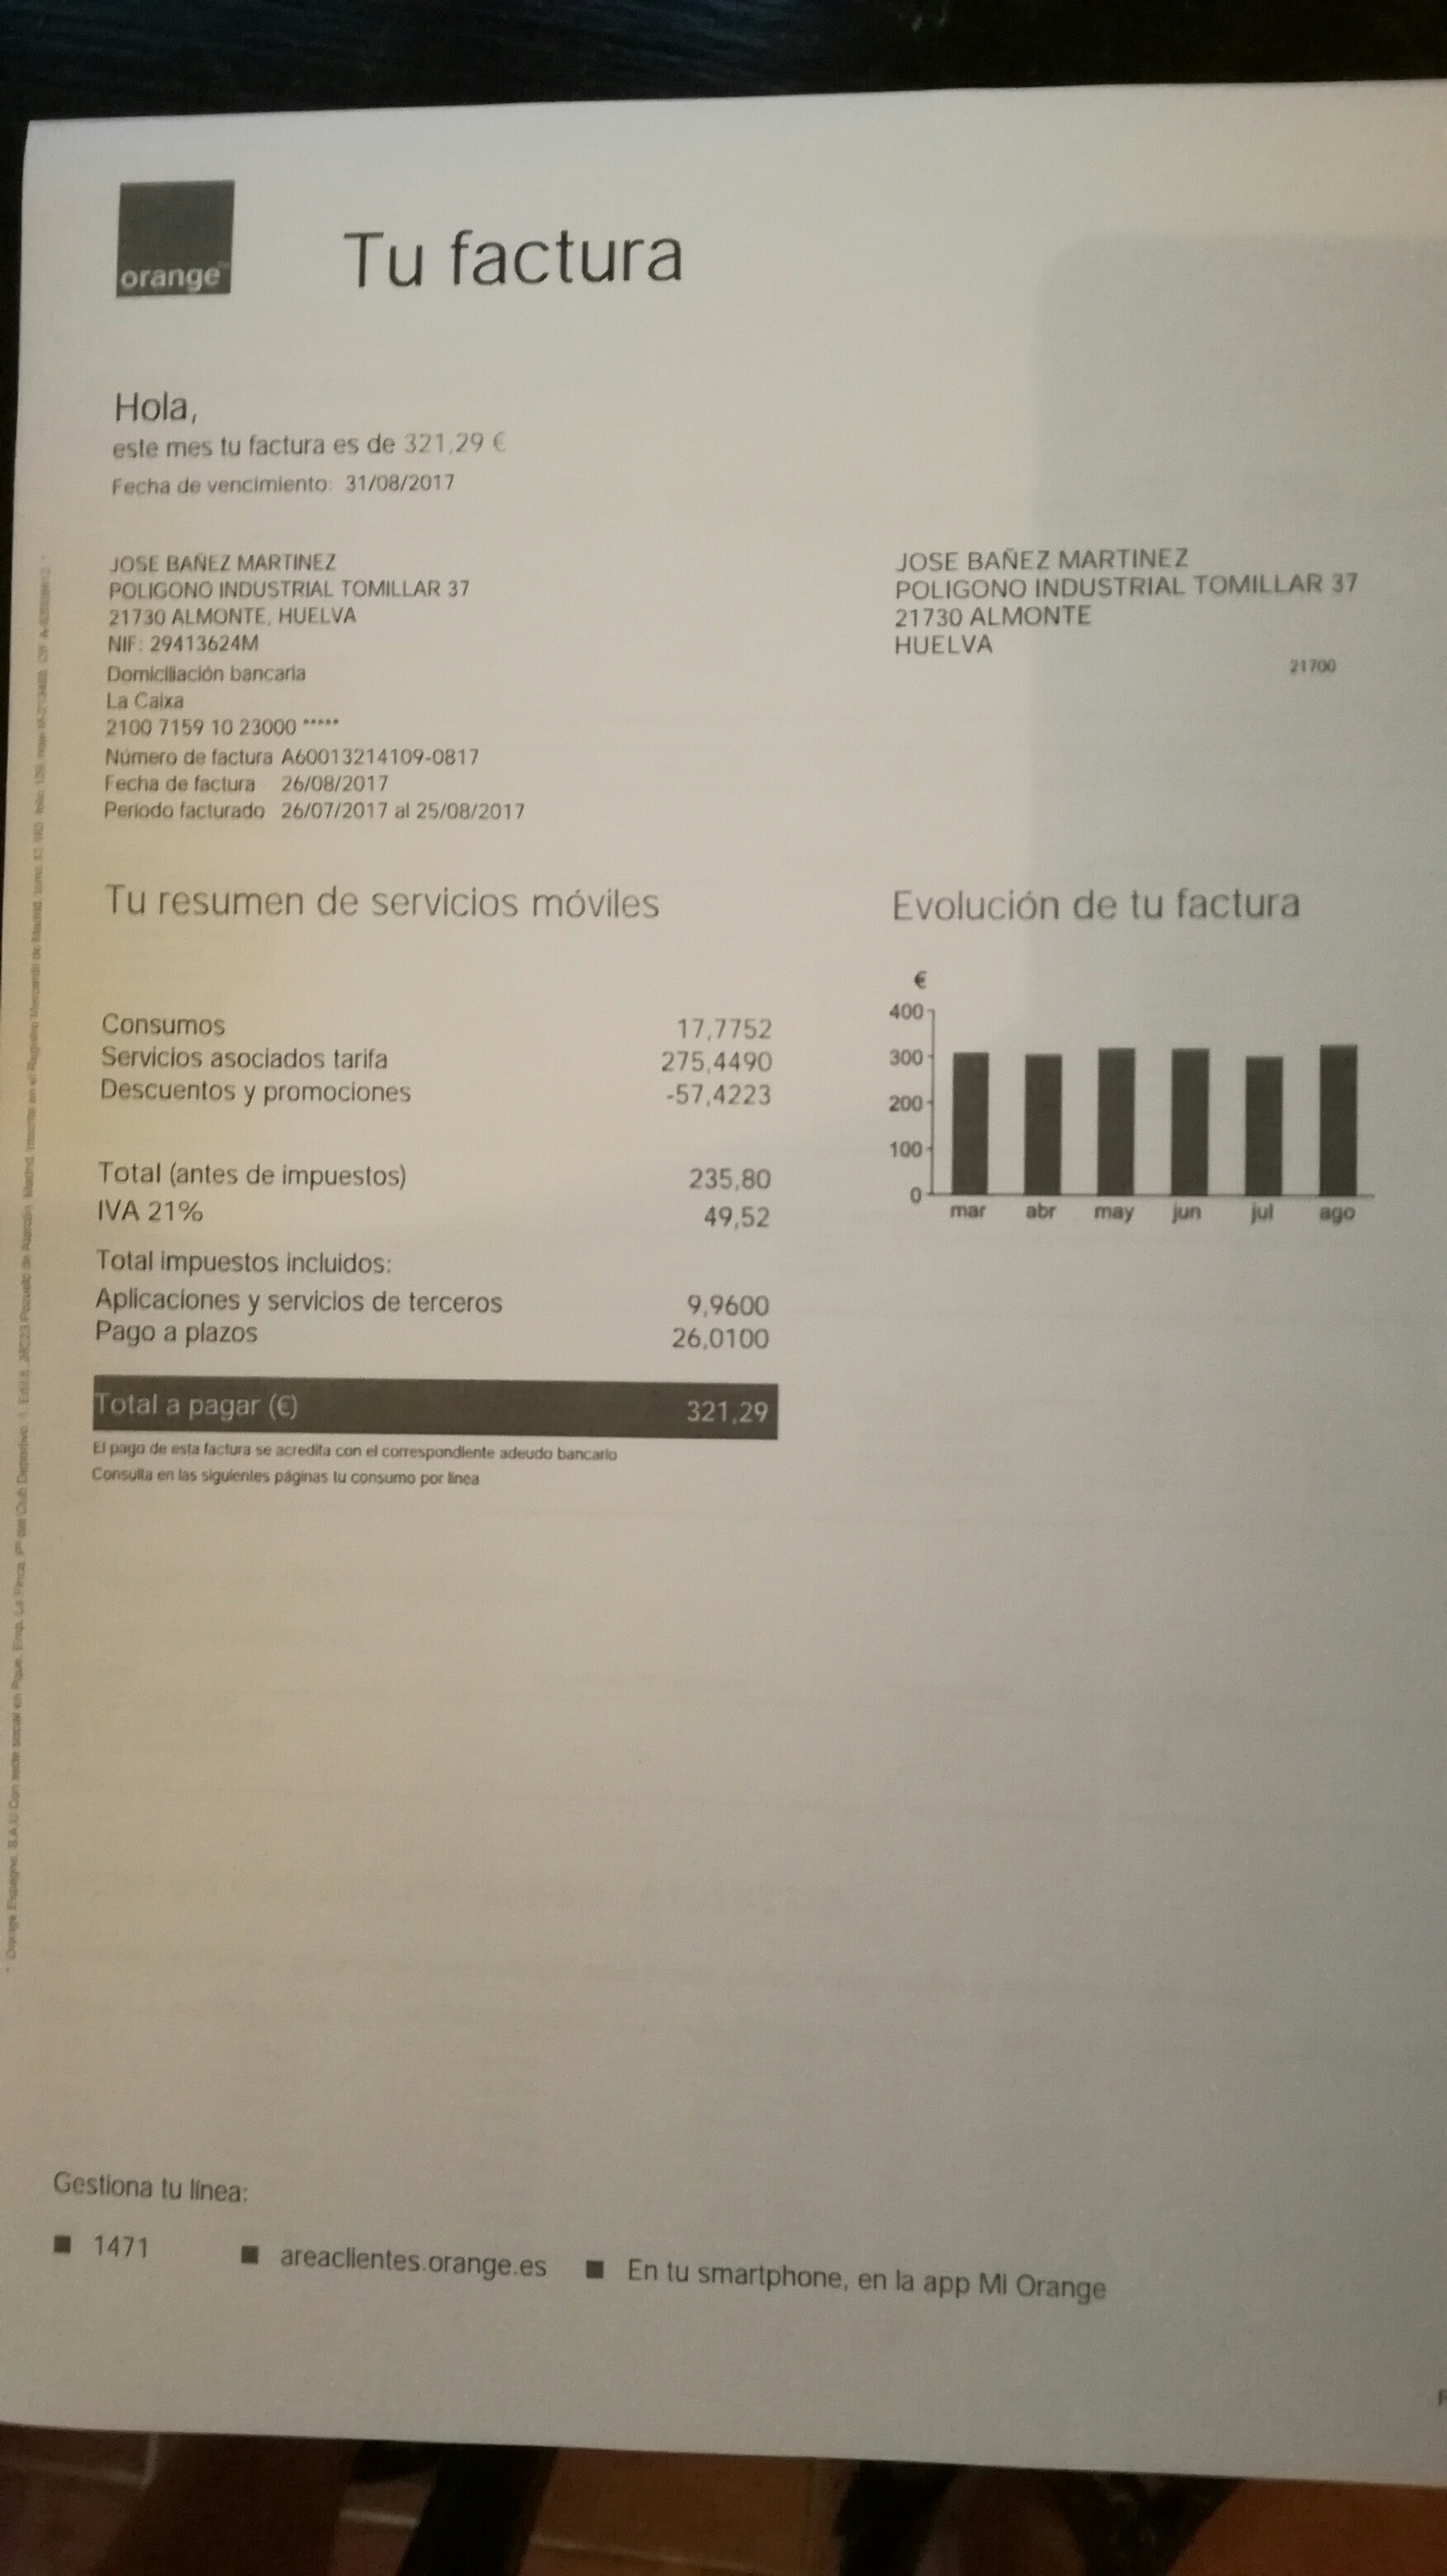 orange
Tu factura
Hola,
este mes tu factura es de 321,29 €
Fecha de vencimiento: 31/08/2017
JOSE BAÑEZ MARTINEZ
POLIGONO INDUSTRIAL TOMILLAR 37
21730 ALMONTE, HUELVA
NIF: 29413624M
Domiciliación bancaria
La Caixa
2100 7159 10 23000 *****
Número de factura A60013214109-0817
Fecha de factura 26/08/2017
Periodo facturado 26/07/2017 al 25/08/2017
JOSE BAÑEZ MARTINEZ
POLIGONO INDUSTRIAL TOMILLAR 37
21730 ALMONTE
HUELVA
21700
Tu resumen de servicios móviles
Consumos 17,7752
Servicios asociados tarifa 275,4490
Descuentos y promociones -57,4223
Total (antes de impuestos) 235,80
IVA 21% 49,52
Total impuestos incluidos:
Aplicaciones y servicios de terceros 9,9600
Pago a plazos 26,0100
Total a pagar (€) 321,29
El pago de esta factura se acredita con el correspondiente adeudo bancario
Consulta en las siguientes páginas tu consumo por línea
Evolución de tu factura
€
400
300
200
100
0
mar abr may jun jul ago
Gestiona tu línea:
1471
areaclientes.orange.es
En tu smartphone, en la app Mi Orange